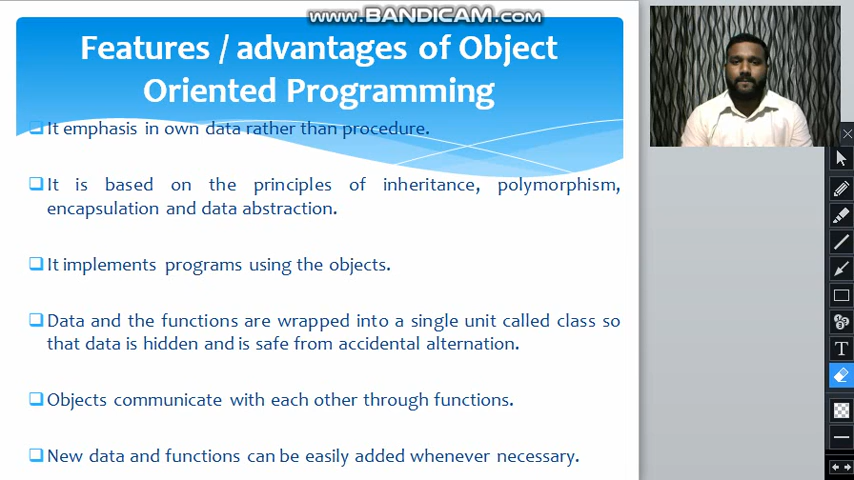 www.BANDICAM.com
Features / advantages of Object
Oriented Programming
It emphasis in own data rather than procedure.
It is based on the principles of inheritance, polymorphism,
encapsulation and data abstraction.
It implements programs using the objects.
Data and the functions are wrapped into a single unit called class so
that data is hidden and is safe from accidental alternation.
Objects communicate with each other through functions.
New data and functions can be easily added whenever necessary.
T